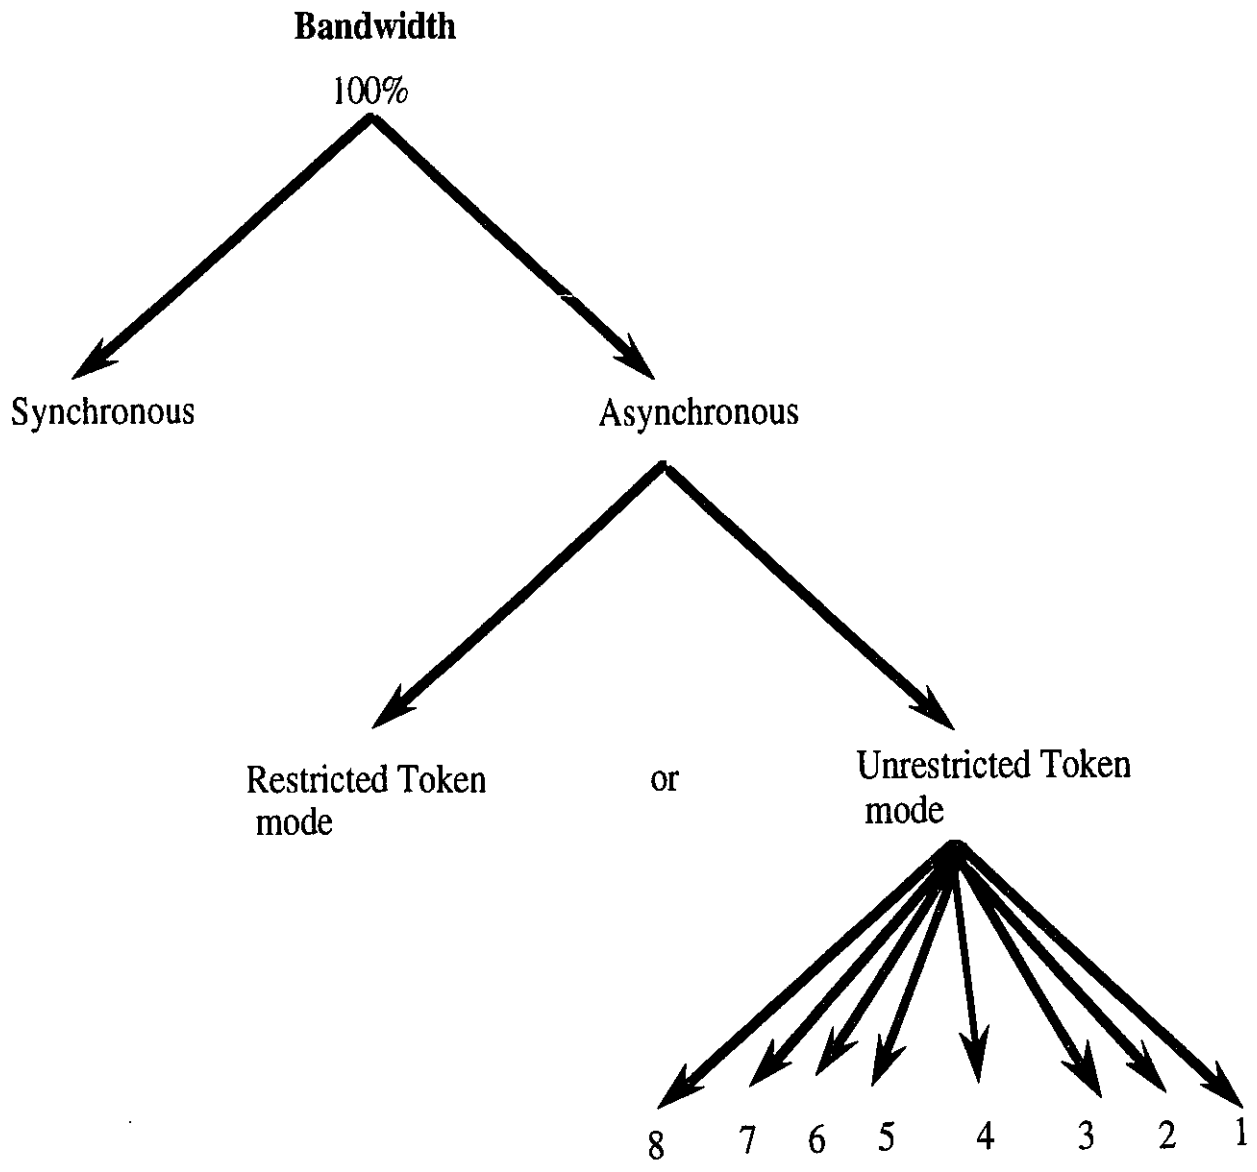 Bandwidth
100%
Synchronous
Asynchronous
Restricted Token
mode
or
Unrestricted Token
mode
8 7 6 5 4 3 2 1